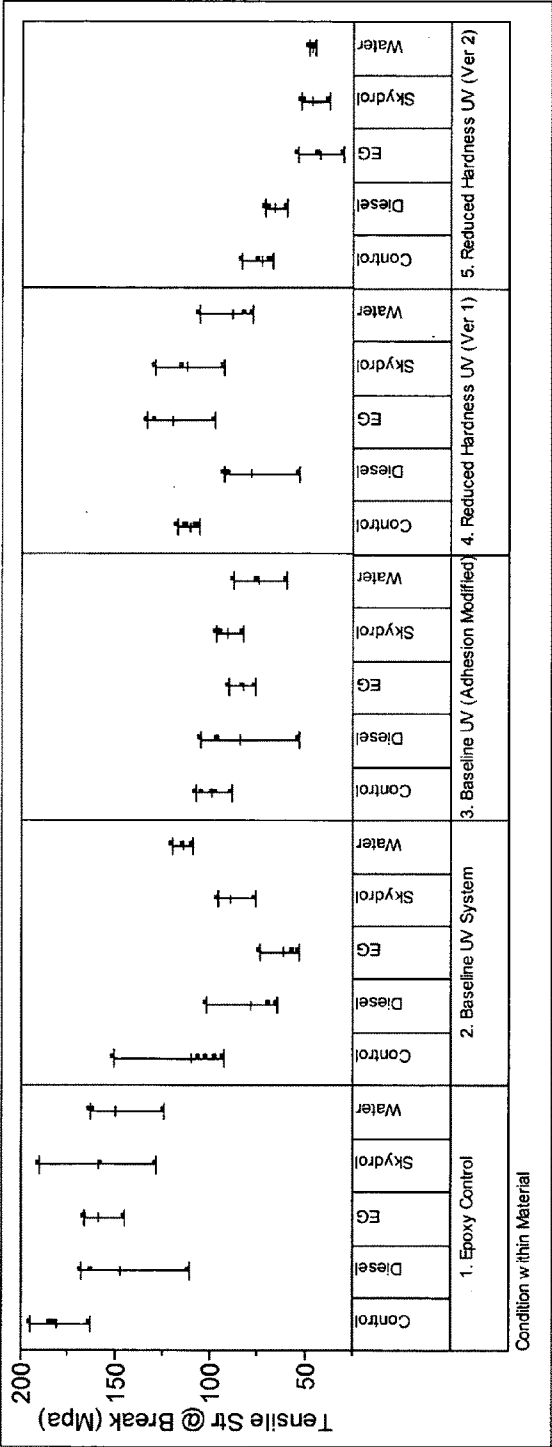 Tensile Str @ Break (Mpa)
200
150
100
50
Control
Diesel
EG
Skydrol
Water
Control
Diesel
EG
Skydrol
Water
Control
Diesel
EG
Skydrol
Water
Control
Diesel
EG
Skydrol
Water
Control
Diesel
EG
Skydrol
Water
1. Epoxy Control
2. Baseline UV System
3. Baseline UV (Adhesion Modified)
4. Reduced Hardness UV (Ver 1)
5. Reduced Hardness UV (Ver 2)
Condition within Material